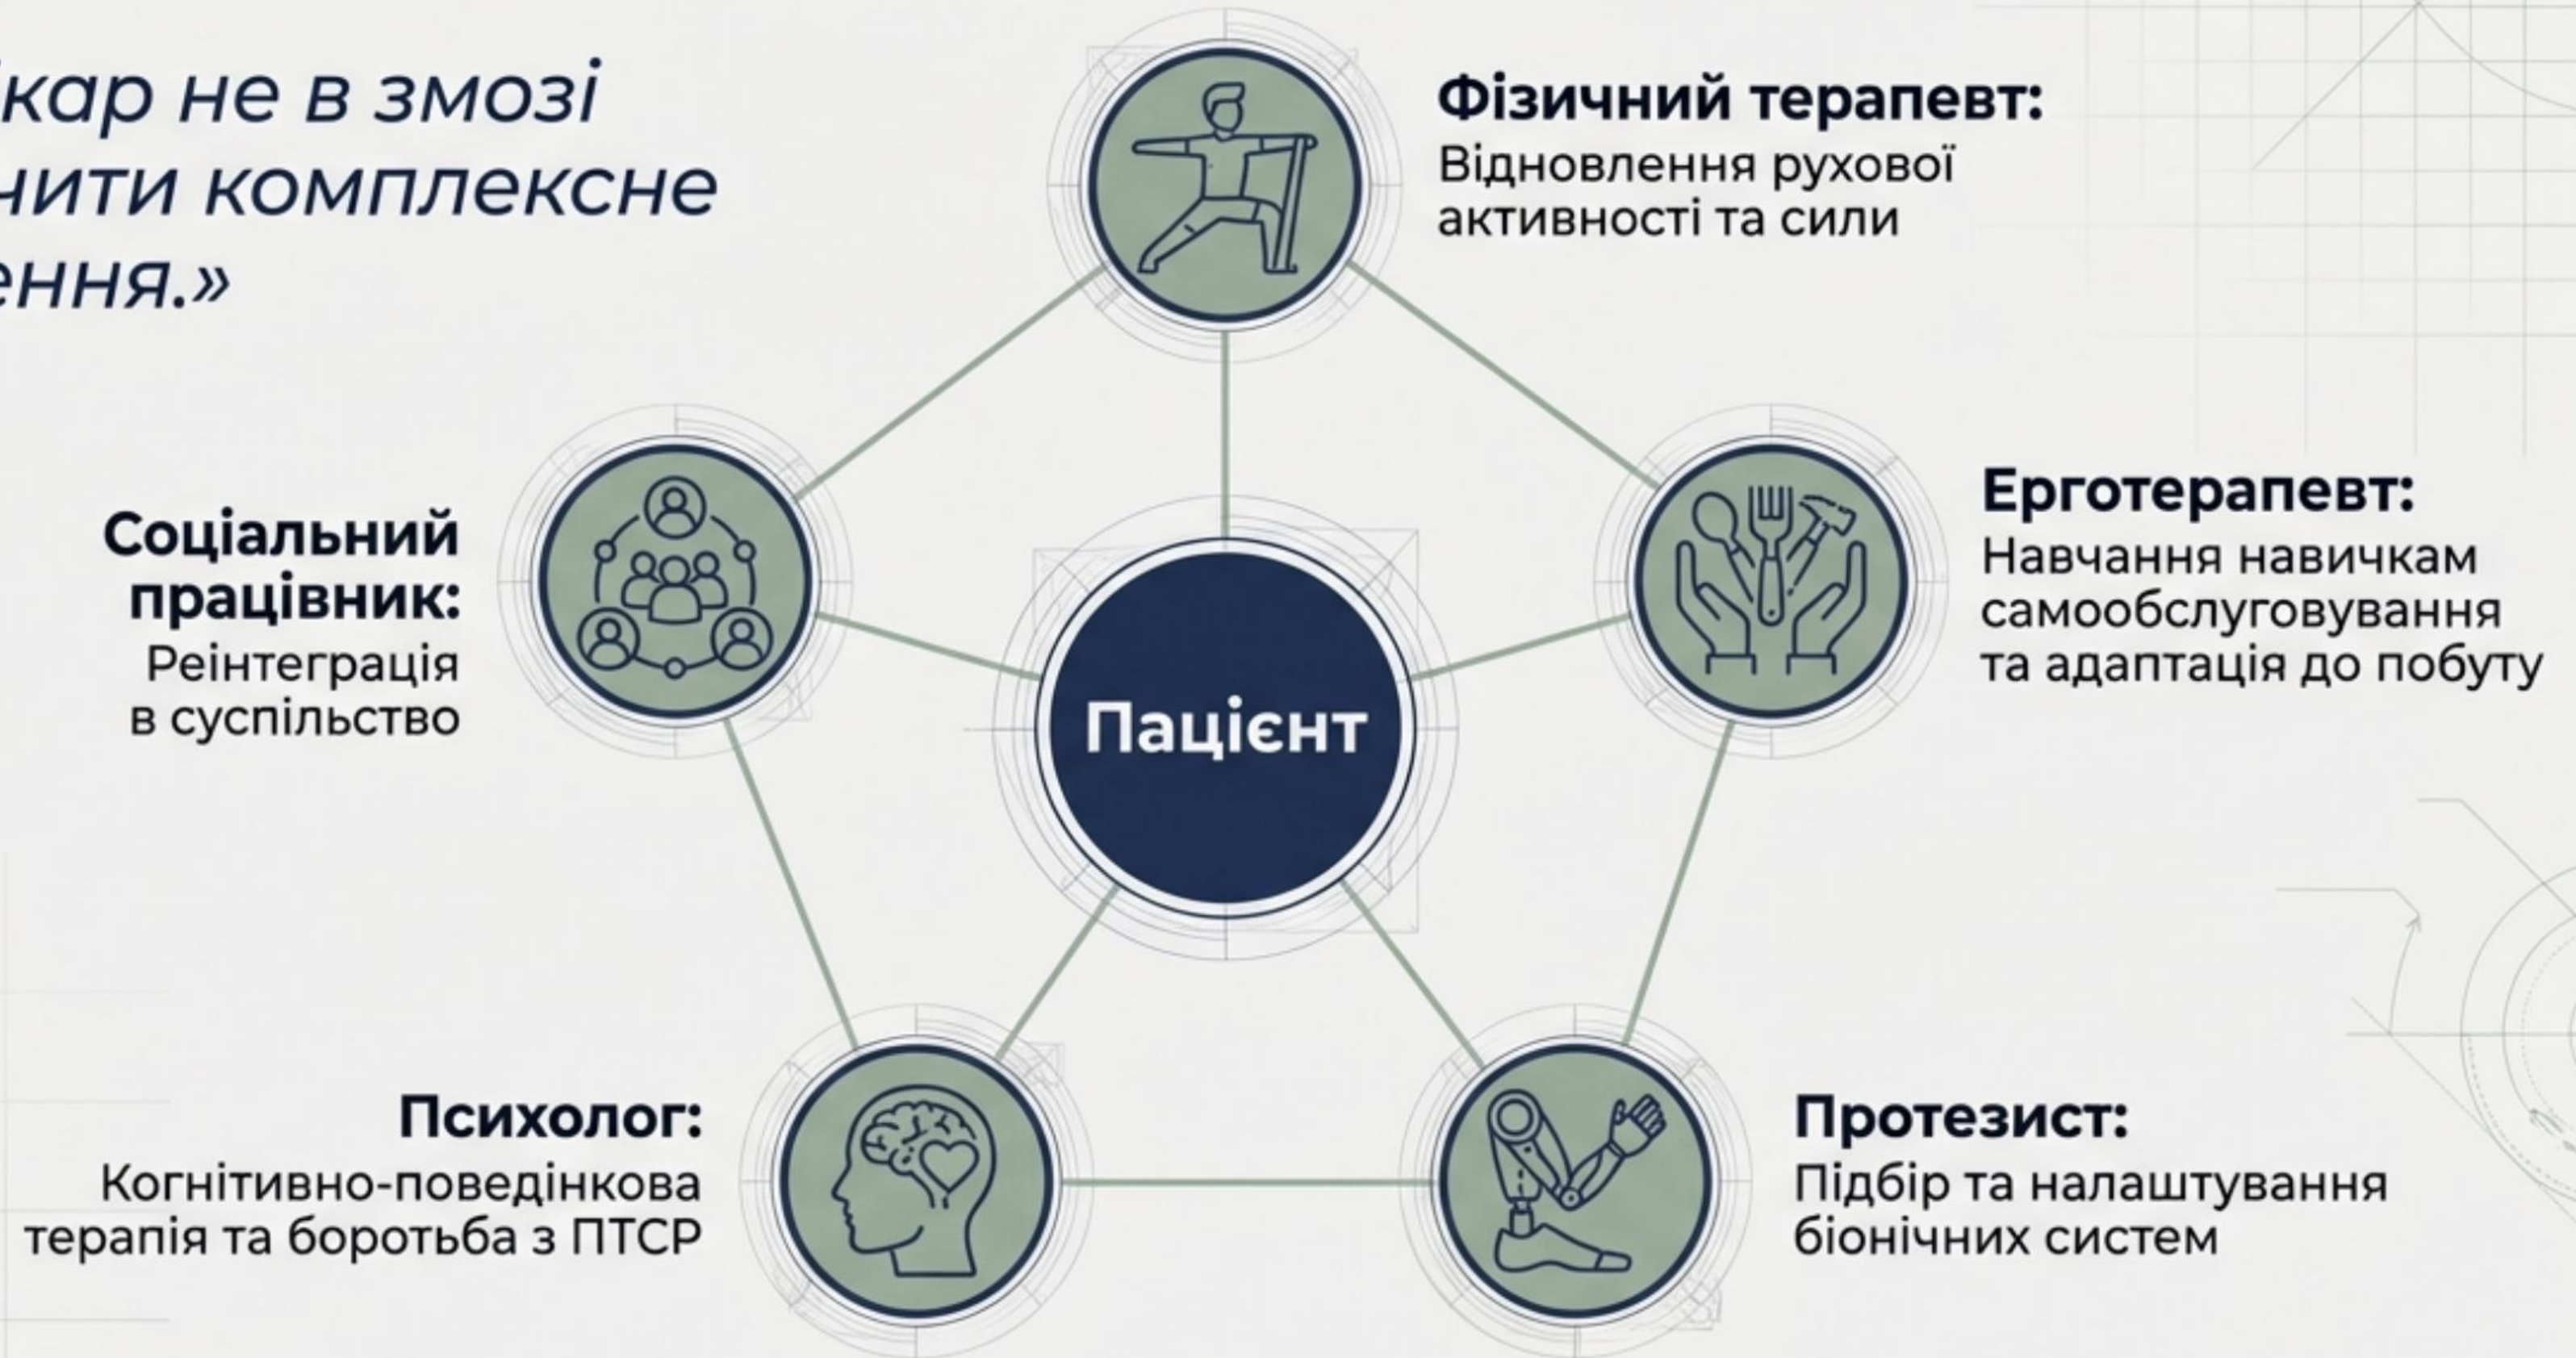 кар не в змозі
чити комплексне
ення.»
Фізичний терапевт:
Відновлення рухової
активності та сили
Соціальний
працівник:
Реінтеграція
в суспільство
Ерготерапевт:
Навчання навичкам
самообслуговування
та адаптація до побуту
Пацієнт
Психолог:
Когнітивно-поведінкова
терапія та боротьба з ПТСР
Протезист:
Підбір та налаштування
біонічних систем